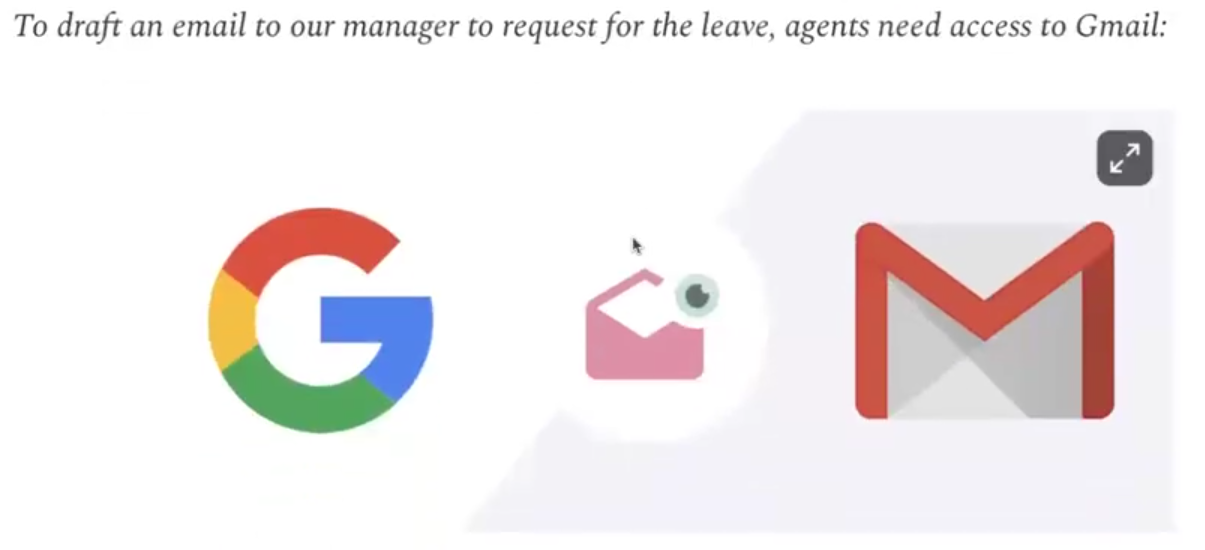 To draft an email to our manager to request for the leave, agents need access to Gmail: